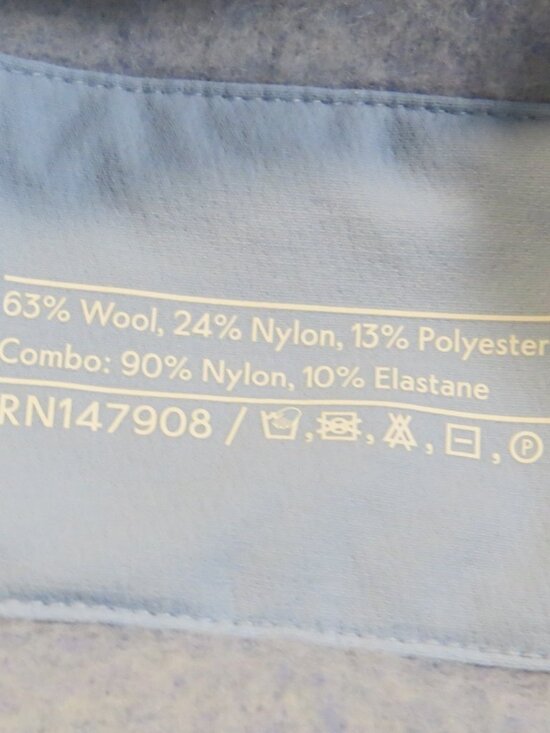 63% Wool, 24% Nylon, 13% Polyester
Combo: 90% Nylon, 10% Elastane
RN147908 / , , , , P